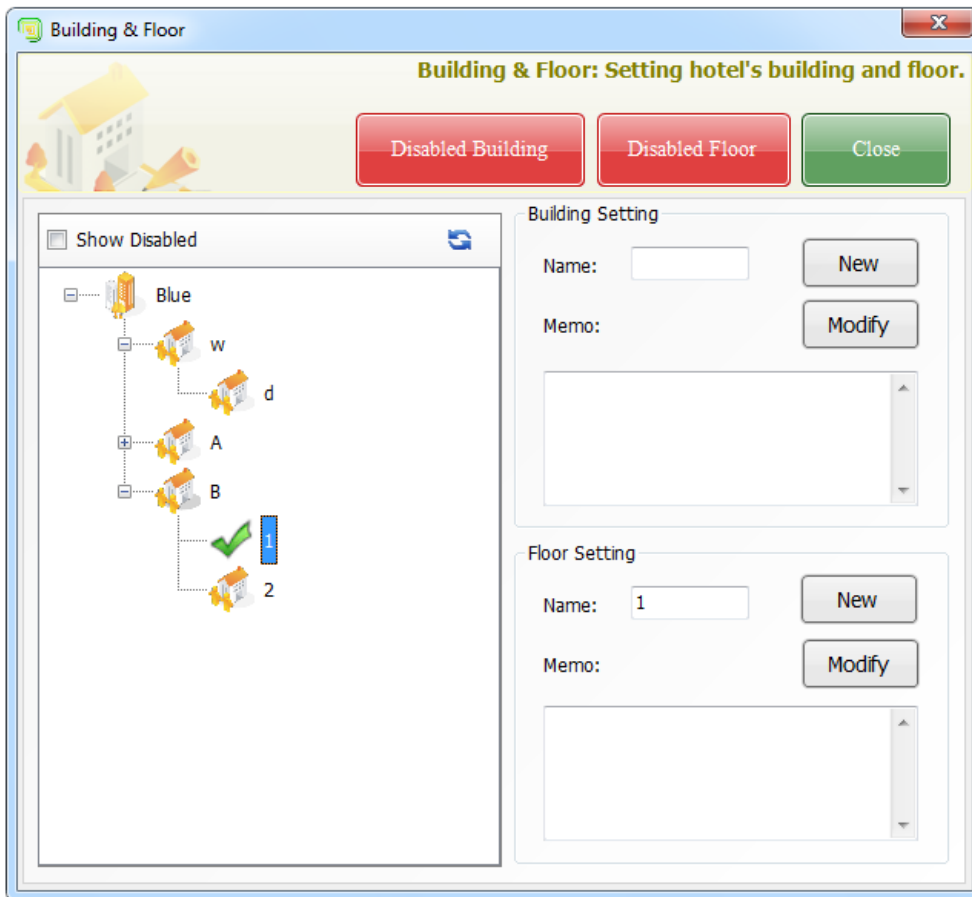 Building & Floor
Building & Floor: Setting hotel's building and floor.
Disabled Building
Disabled Floor
Close
Show Disabled
Blue
w
d
A
B
1
2
Building Setting
Name:
New
Memo:
Modify
Floor Setting
Name:
1
New
Memo:
Modify